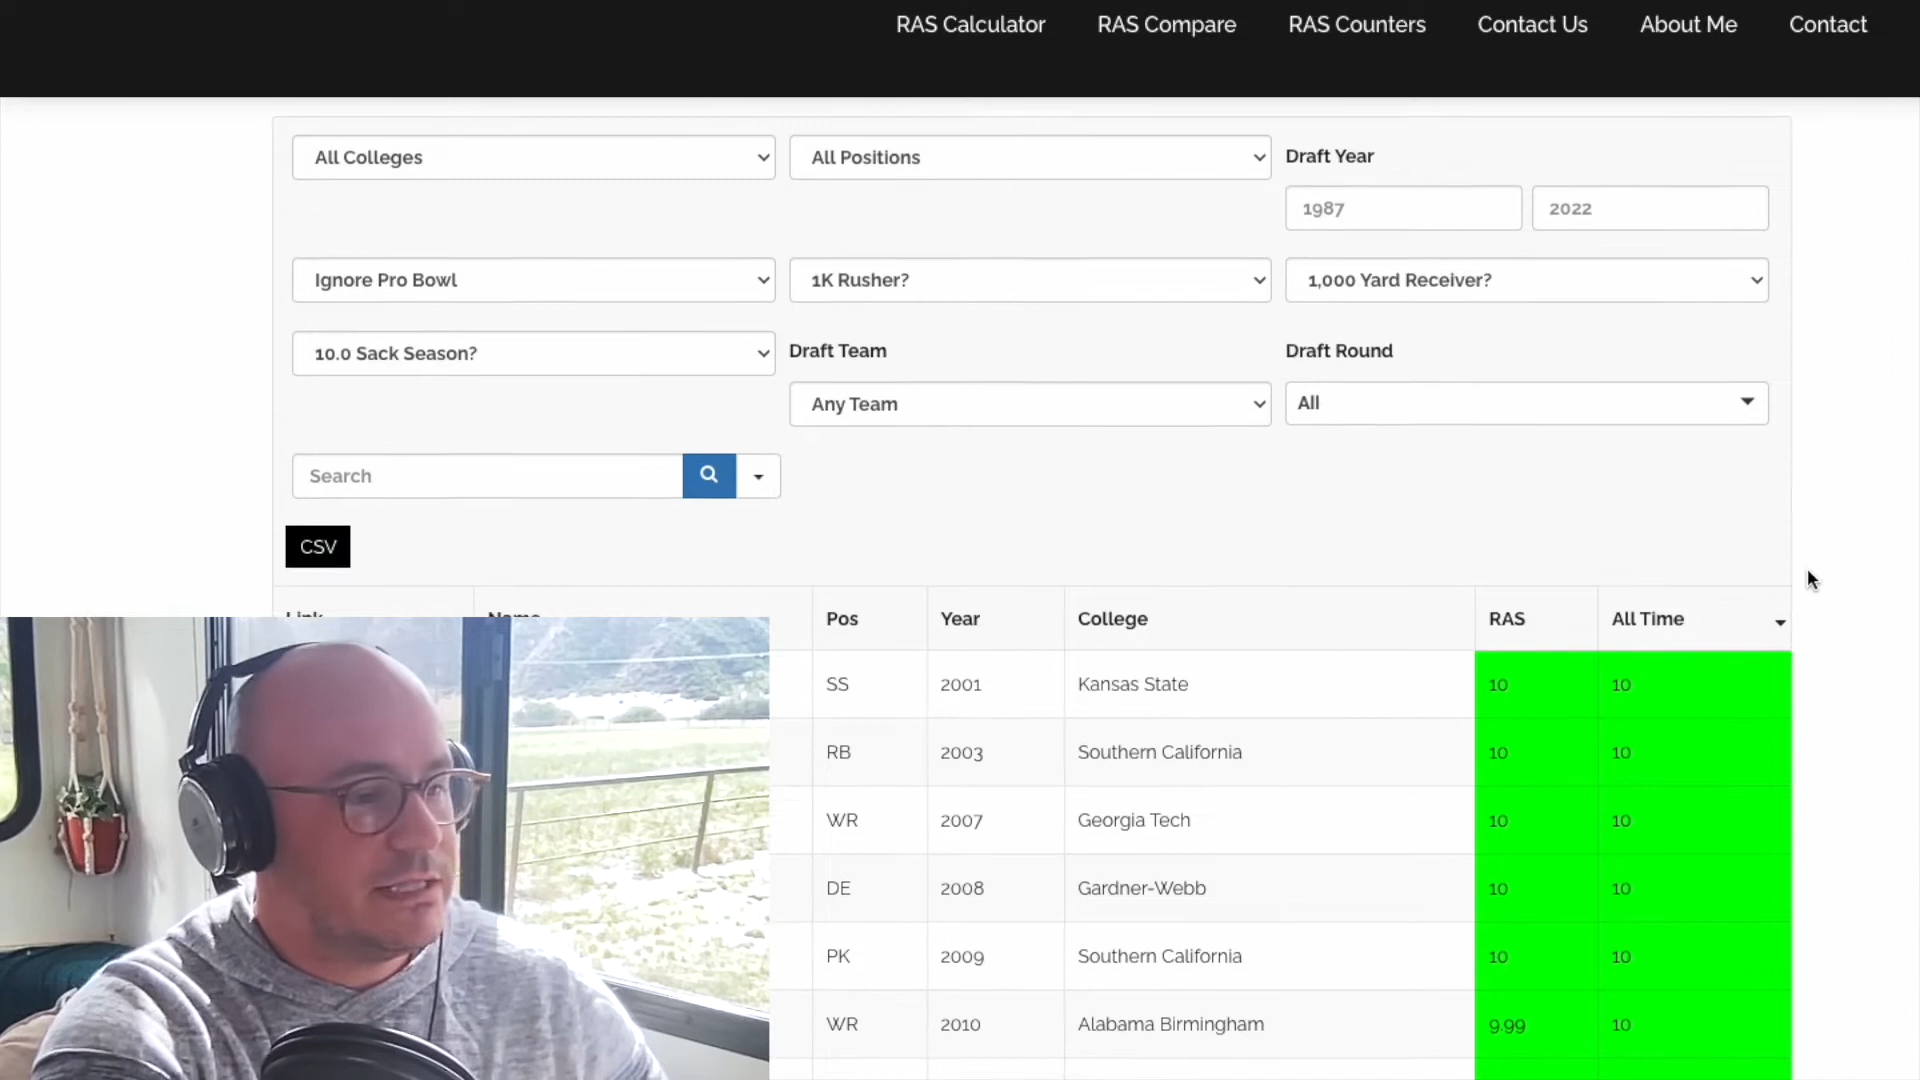 RAS Calculator RAS Compare RAS Counters Contact Us About Me Contact
All Colleges All Positions Draft Year
1987 2022
Ignore Pro Bowl 1K Rusher? 1,000 Yard Receiver?
10.0 Sack Season? Draft Team Draft Round
Any Team All
Search
CSV
Link Name Pos Year College RAS All Time
SS 2001 Kansas State 10 10
RB 2003 Southern California 10 10
WR 2007 Georgia Tech 10 10
DE 2008 Gardner-Webb 10 10
PK 2009 Southern California 10 10
WR 2010 Alabama Birmingham 9.99 10